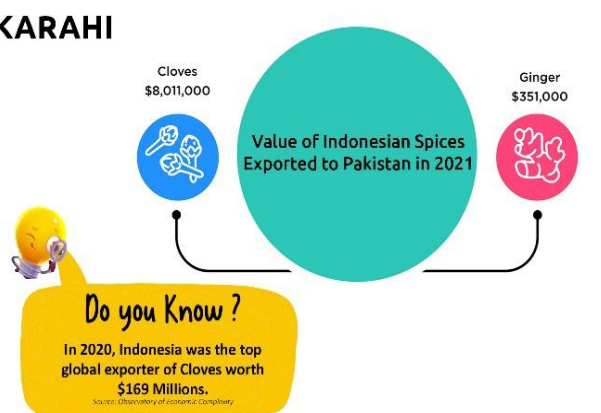 KARAHI
Cloves
$8,011,000
Ginger
$351,000
Value of Indonesian Spices
Exported to Pakistan in 2021
Do you Know ?
In 2020, Indonesia was the top
global exporter of Cloves worth
$169 Millions.
Source: Observatory of Economic Complexity